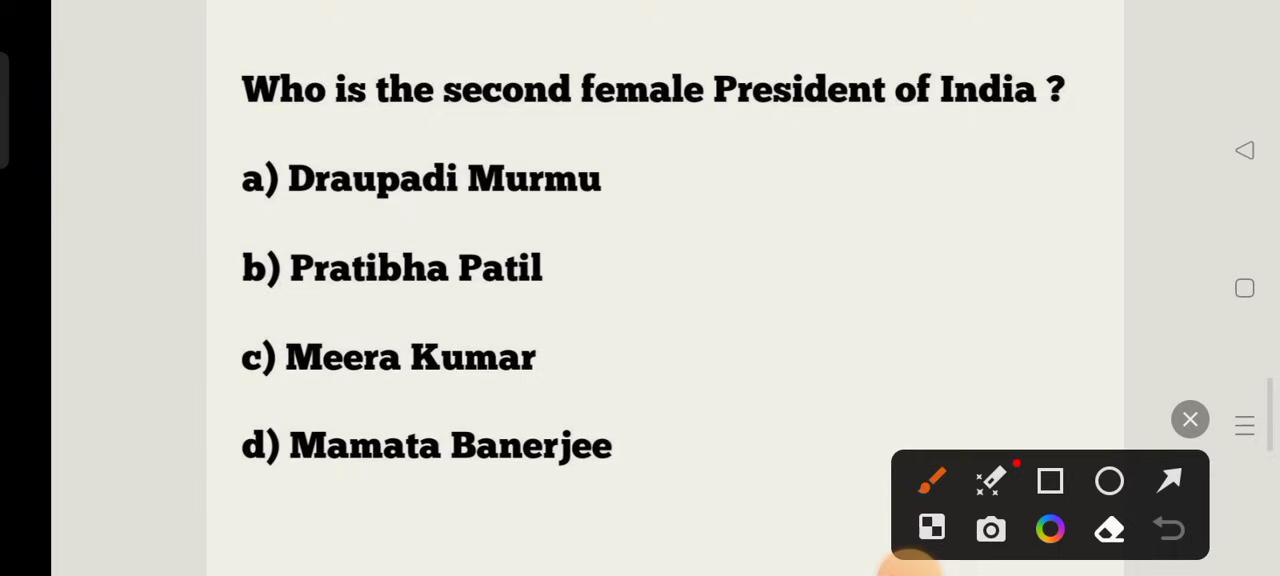 Who is the second female President of India ?
a) Draupadi Murmu
b) Pratibha Patil
c) Meera Kumar
d) Mamata Banerjee